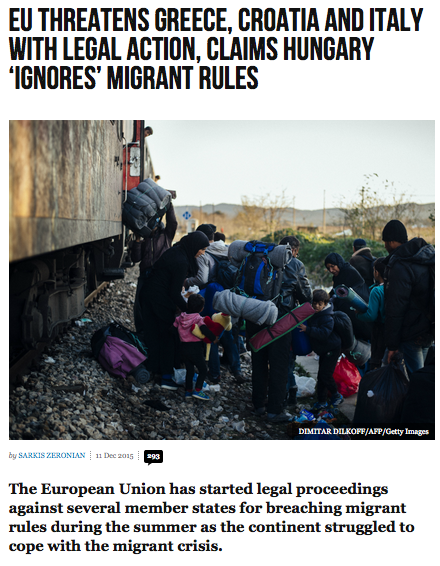 EU THREATENS GREECE, CROATIA AND ITALY
WITH LEGAL ACTION, CLAIMS HUNGARY
‘IGNORES’ MIGRANT RULES
DIMITAR DILKOFF/AFP/Getty Images
by SARKIS ZERONIAN 11 Dec 2015 293
The European Union has started legal proceedings
against several member states for breaching migrant
rules during the summer as the continent struggled to
cope with the migrant crisis.